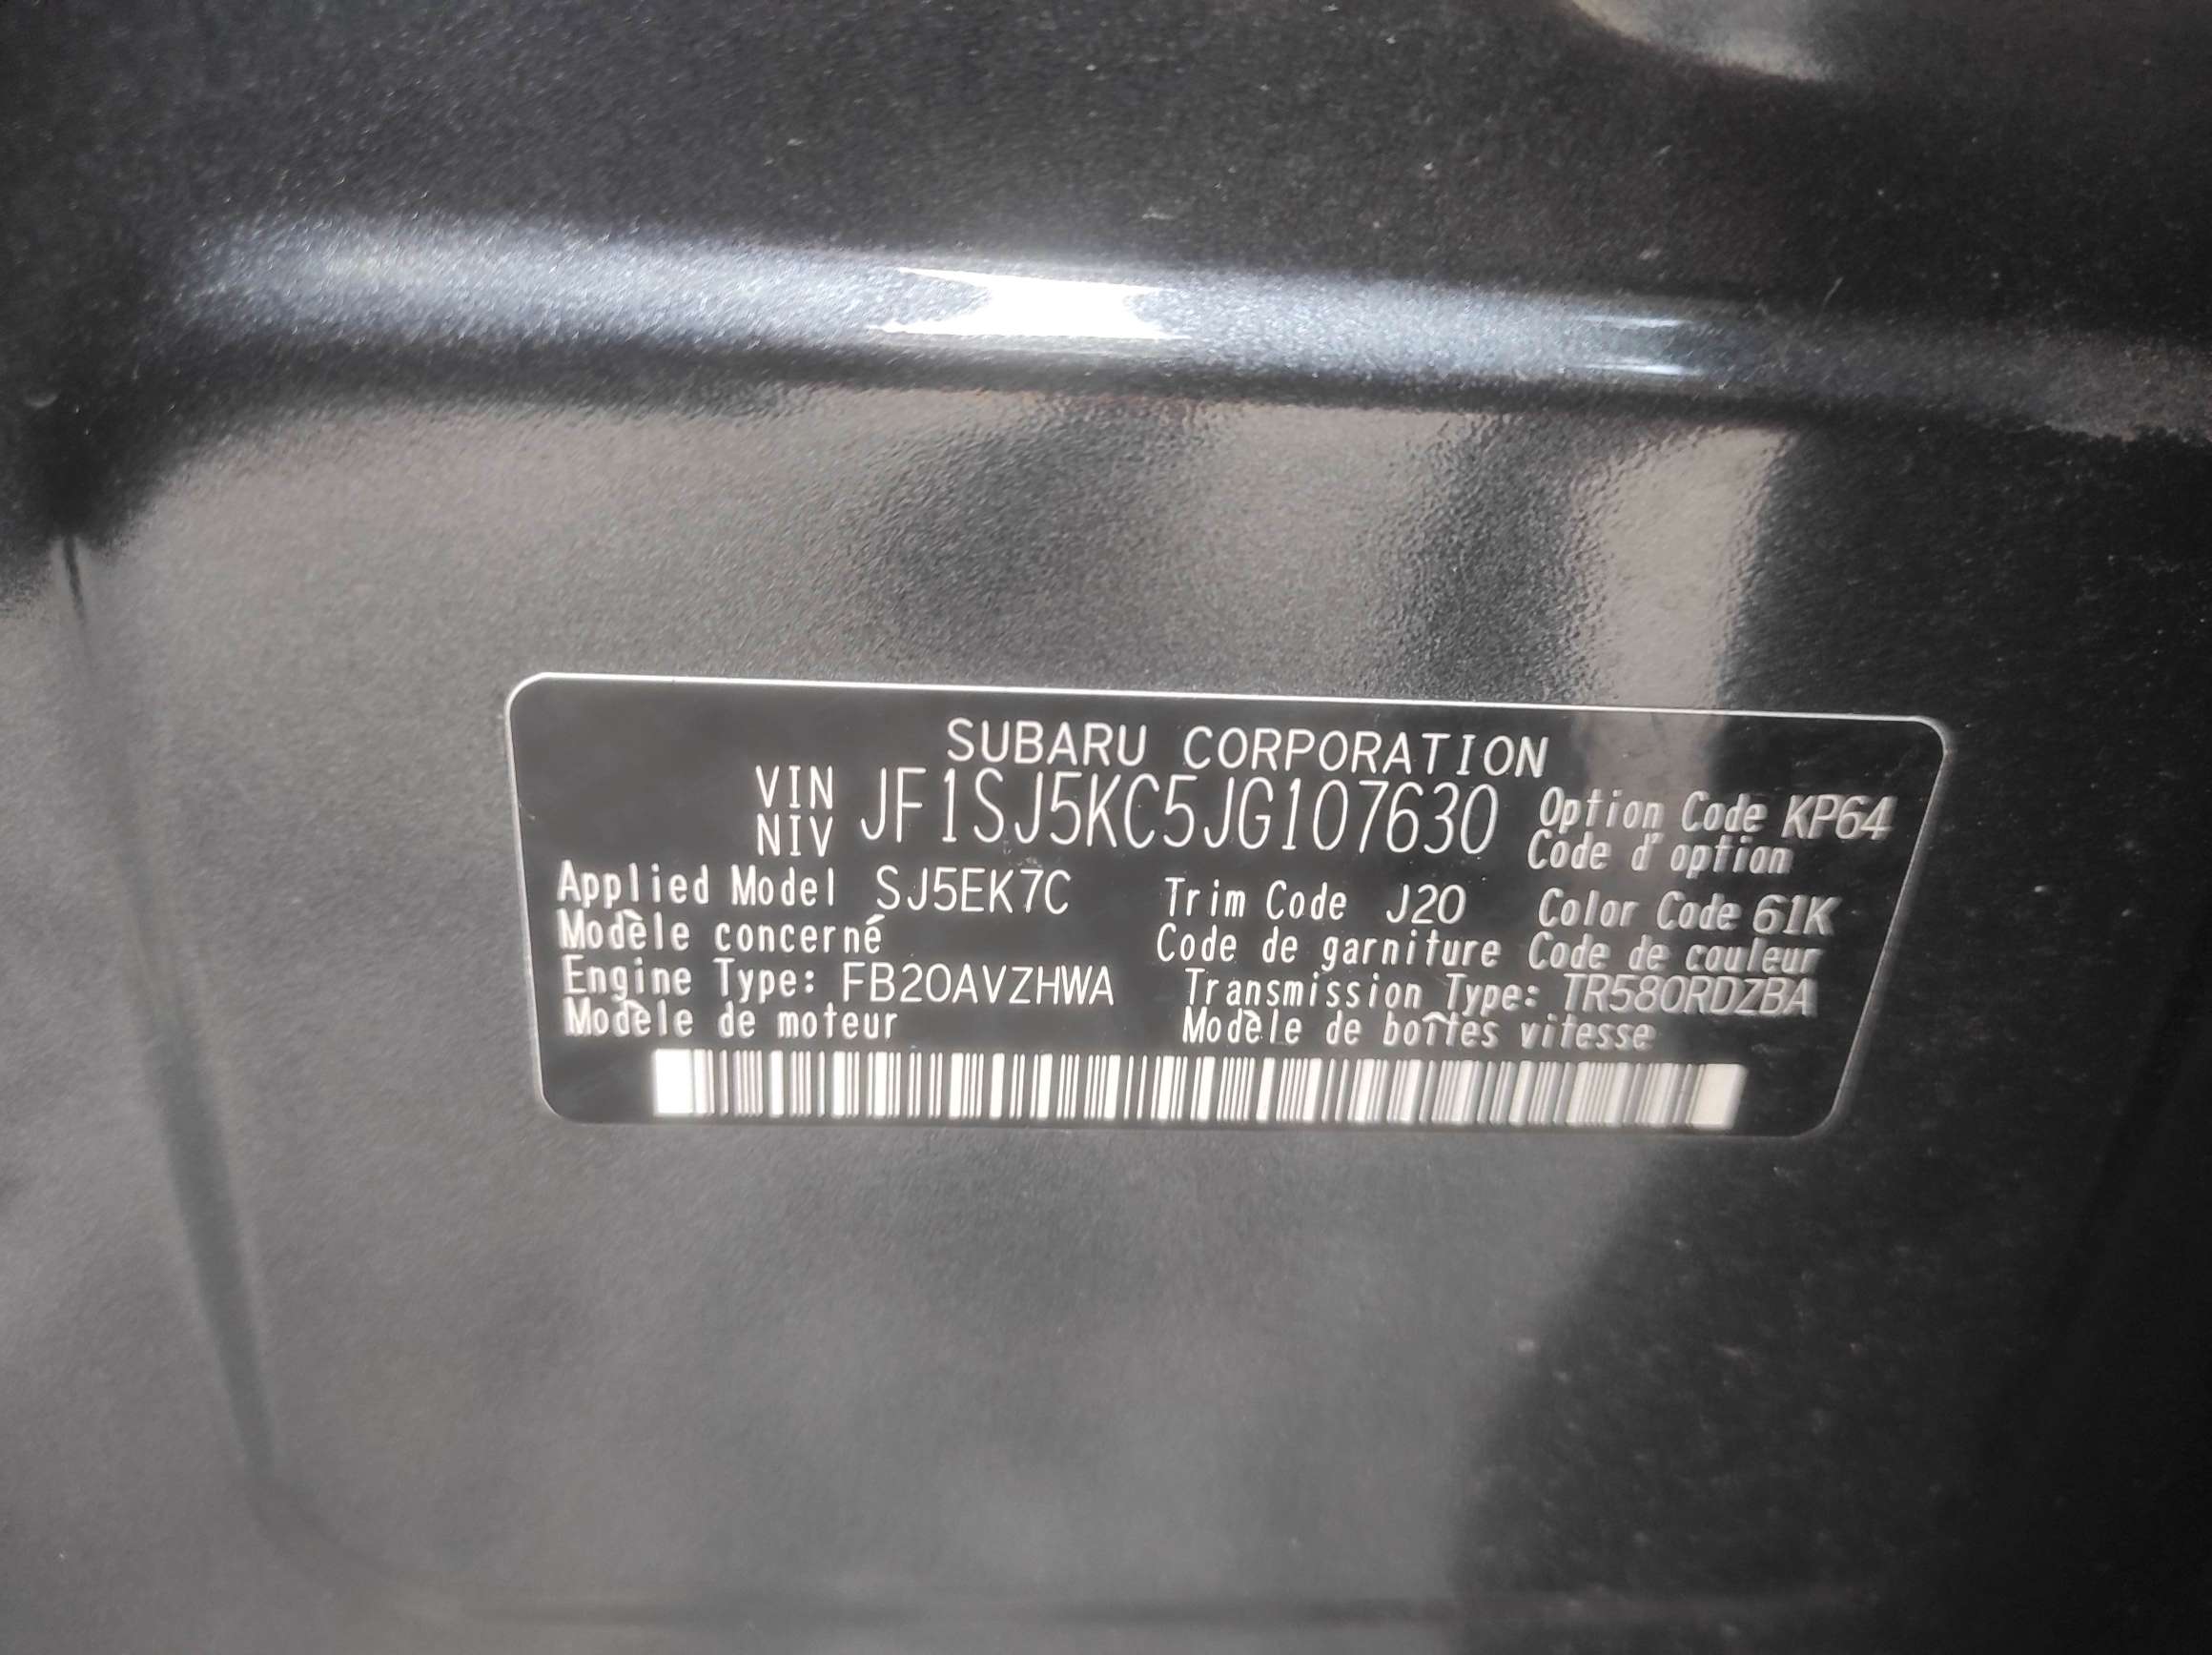 SUBARU CORPORATION
VIN JF1SJ5KC5JG107630 Option Code KP64
NIV Code d'option
Applied Model SJ5EK7C Trim Code J20 Color Code 61K
Modèle concerné Code de garniture Code de couleur
Engine Type: FB20AVZHWA Transmission Type: TR580RDZBA
Modèle de moteur Modèle de boîtes vitesse